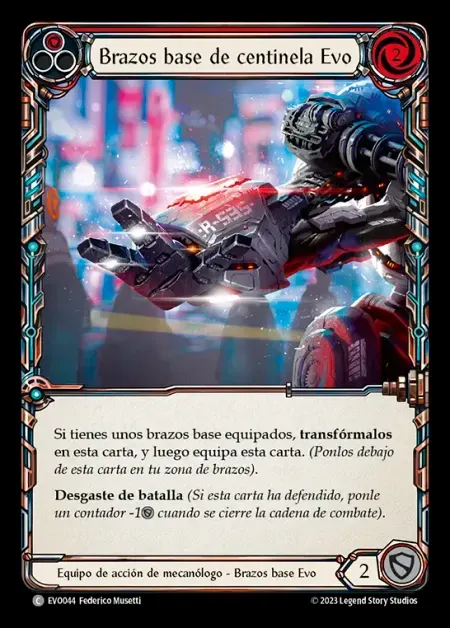 Brazos base de centinela Evo
2
R-535
Si tienes unos brazos base equipados, transfórmalos
en esta carta, y luego equipa esta carta. (Ponlos debajo
de esta carta en tu zona de brazos).
Desgaste de batalla (Si esta carta ha defendido, ponle
un contador -1 cuando se cierre la cadena de combate).
Equipo de acción de mecanólogo - Brazos base Evo
2
C EVO044 Federico Musetti
© 2023 Legend Story Studios